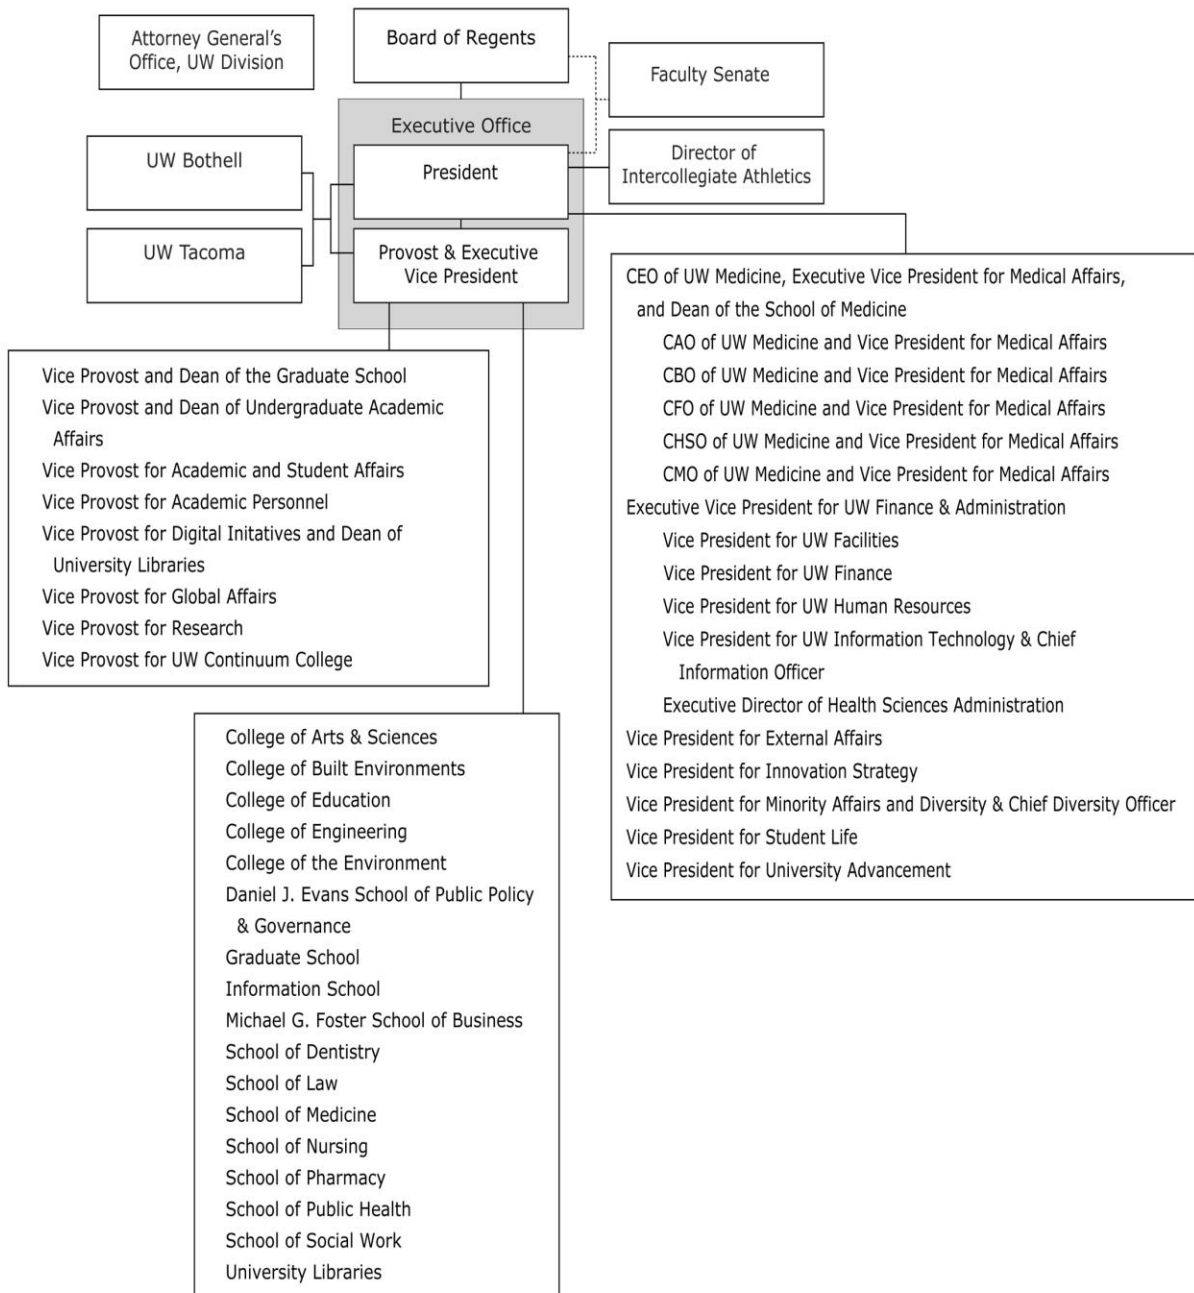 Attorney General’s
Office, UW Division
Board of Regents
Faculty Senate
Executive Office
UW Bothell
President
Director of
Intercollegiate Athletics
UW Tacoma
Provost & Executive
Vice President
CEO of UW Medicine, Executive Vice President for Medical Affairs,
and Dean of the School of Medicine
CAO of UW Medicine and Vice President for Medical Affairs
CBO of UW Medicine and Vice President for Medical Affairs
CFO of UW Medicine and Vice President for Medical Affairs
CHSO of UW Medicine and Vice President for Medical Affairs
CMO of UW Medicine and Vice President for Medical Affairs
Executive Vice President for UW Finance & Administration
Vice President for UW Facilities
Vice President for UW Finance
Vice President for UW Human Resources
Vice President for UW Information Technology & Chief
Information Officer
Executive Director of Health Sciences Administration
Vice President for External Affairs
Vice President for Innovation Strategy
Vice President for Minority Affairs and Diversity & Chief Diversity Officer
Vice President for Student Life
Vice President for University Advancement
Vice Provost and Dean of the Graduate School
Vice Provost and Dean of Undergraduate Academic
Affairs
Vice Provost for Academic and Student Affairs
Vice Provost for Academic Personnel
Vice Provost for Digital Initatives and Dean of
University Libraries
Vice Provost for Global Affairs
Vice Provost for Research
Vice Provost for UW Continuum College
College of Arts & Sciences
College of Built Environments
College of Education
College of Engineering
College of the Environment
Daniel J. Evans School of Public Policy
& Governance
Graduate School
Information School
Michael G. Foster School of Business
School of Dentistry
School of Law
School of Medicine
School of Nursing
School of Pharmacy
School of Public Health
School of Social Work
University Libraries